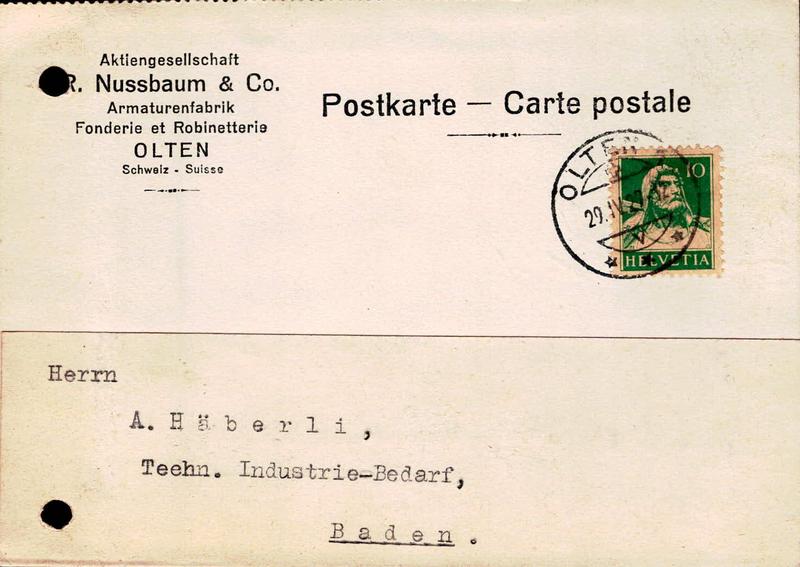 Aktiengesellschaft
R. Nussbaum & Co.
Armaturenfabrik
Fonderie et Robinetterie
OLTEN
Schweiz - Suisse
Postkarte — Carte postale
OLTEN
10
HELVETIA
Herrn
A. Häberli,
Teehn. Industrie-Bedarf,
Baden.